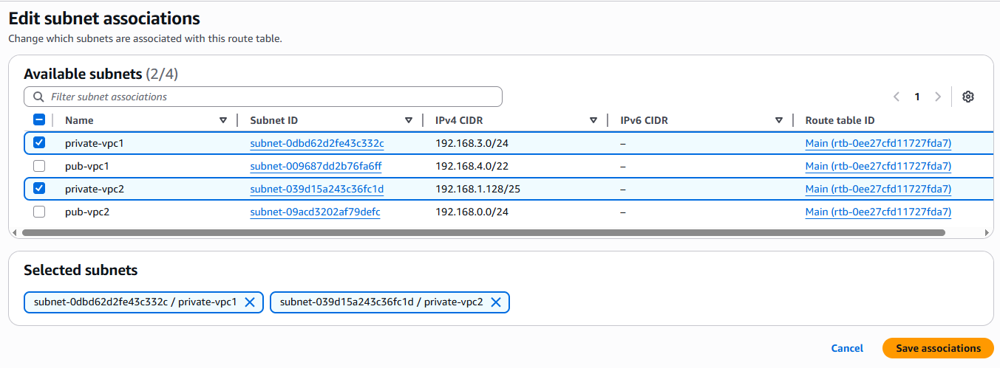 Edit subnet associations
Change which subnets are associated with this route table.
Available subnets (2/4)
Filter subnet associations
1
Name Subnet ID IPv4 CIDR IPv6 CIDR Route table ID
private-vpc1 subnet-0dbd62d2fe43c332c 192.168.3.0/24 – Main (rtb-0ee27cfd11727fda7)
pub-vpc1 subnet-009687dd2b76fa6ff 192.168.4.0/22 – Main (rtb-0ee27cfd11727fda7)
private-vpc2 subnet-039d15a243c36fc1d 192.168.1.128/25 – Main (rtb-0ee27cfd11727fda7)
pub-vpc2 subnet-09acd3202af79defc 192.168.0.0/24 – Main (rtb-0ee27cfd11727fda7)
Selected subnets
subnet-0dbd62d2fe43c332c / private-vpc1 subnet-039d15a243c36fc1d / private-vpc2
Cancel Save associations